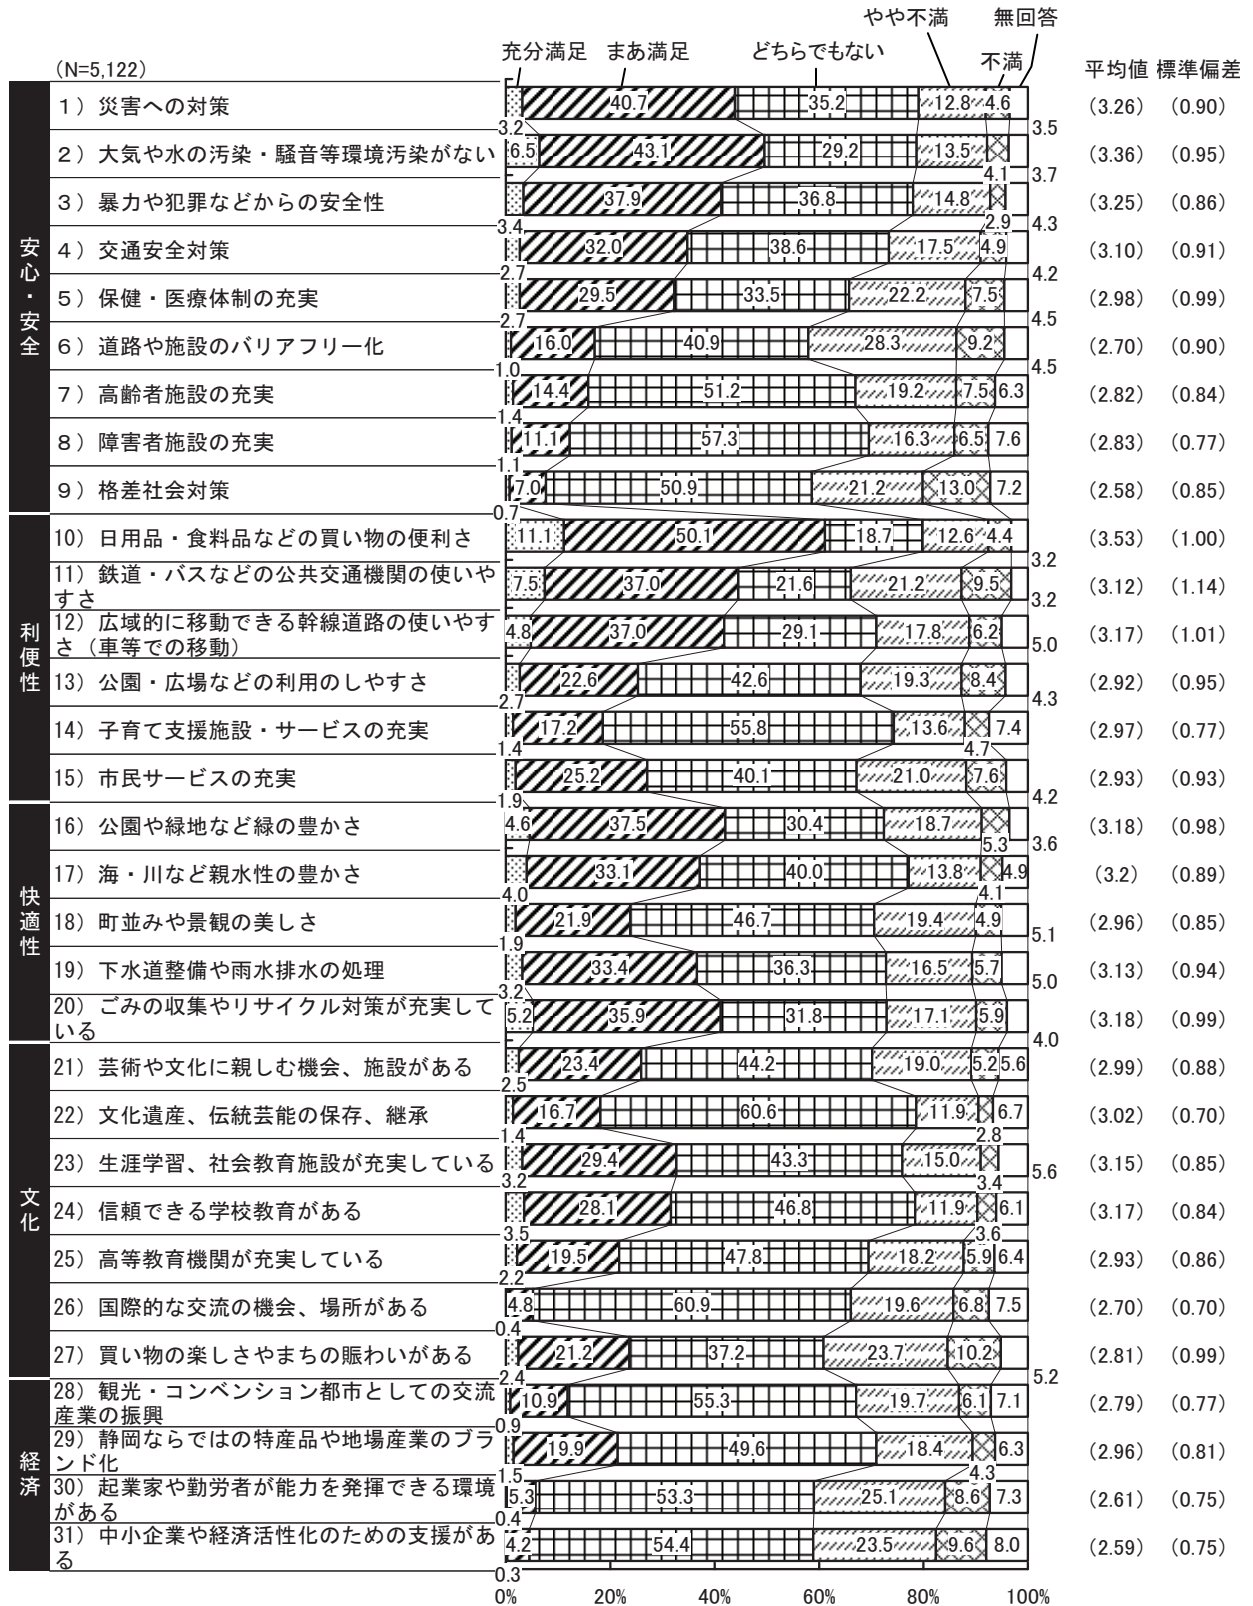 やや不満 無回答
充分満足 まあ満足 どちらでもない 不満
(N=5,122) 平均値 標準偏差
安心・安全
1) 災害への対策 3.2 40.7 35.2 12.8 4.6 3.5 (3.26) (0.90)
2) 大気や水の汚染・騒音等環境汚染がない 6.5 43.1 29.2 13.5 4.1 3.7 (3.36) (0.95)
3) 暴力や犯罪などからの安全性 3.4 37.9 36.8 14.8 2.9 4.3 (3.25) (0.86)
4) 交通安全対策 2.7 32.0 38.6 17.5 4.9 4.2 (3.10) (0.91)
5) 保健・医療体制の充実 2.7 29.5 33.5 22.2 7.5 4.5 (2.98) (0.99)
6) 道路や施設のバリアフリー化 1.0 16.0 40.9 28.3 9.2 4.5 (2.70) (0.90)
7) 高齢者施設の充実 1.4 14.4 51.2 19.2 7.5 6.3 (2.82) (0.84)
8) 障害者施設の充実 1.1 11.1 57.3 16.3 6.5 7.6 (2.83) (0.77)
9) 格差社会対策 0.7 7.0 50.9 21.2 13.0 7.2 (2.58) (0.85)
利便性
10) 日用品・食料品などの買い物の便利さ 11.1 50.1 18.7 12.6 4.4 3.2 (3.53) (1.00)
11) 鉄道・バスなどの公共交通機関の使いや
すさ 7.5 37.0 21.6 21.2 9.5 3.2 (3.12) (1.14)
12) 広域的に移動できる幹線道路の使いやす
さ（車等での移動） 4.8 37.0 29.1 17.8 6.2 5.0 (3.17) (1.01)
13) 公園・広場などの利用のしやすさ 2.7 22.6 42.6 19.3 8.4 4.3 (2.92) (0.95)
14) 子育て支援施設・サービスの充実 1.4 17.2 55.8 13.6 4.7 7.4 (2.97) (0.77)
15) 市民サービスの充実 1.9 25.2 40.1 21.0 7.6 4.2 (2.93) (0.93)
快適性
16) 公園や緑地など緑の豊かさ 4.6 37.5 30.4 18.7 5.3 3.6 (3.18) (0.98)
17) 海・川など親水性の豊かさ 4.0 33.1 40.0 13.8 4.1 4.9 (3.2) (0.89)
18) 町並みや景観の美しさ 1.9 21.9 46.7 19.4 4.9 5.1 (2.96) (0.85)
19) 下水道整備や雨水排水の処理 3.2 33.4 36.3 16.5 5.7 5.0 (3.13) (0.94)
20) ごみの収集やリサイクル対策が充実して
いる 5.2 35.9 31.8 17.1 5.9 4.0 (3.18) (0.99)
文化
21) 芸術や文化に親しむ機会、施設がある 2.5 23.4 44.2 19.0 5.2 5.6 (2.99) (0.88)
22) 文化遺産、伝統芸能の保存、継承 1.4 16.7 60.6 11.9 2.8 6.7 (3.02) (0.70)
23) 生涯学習、社会教育施設が充実している 3.2 29.4 43.3 15.0 3.4 5.6 (3.15) (0.85)
24) 信頼できる学校教育がある 3.5 28.1 46.8 11.9 3.6 6.1 (3.17) (0.84)
25) 高等教育機関が充実している 2.2 19.5 47.8 18.2 5.9 6.4 (2.93) (0.86)
26) 国際的な交流の機会、場所がある 0.4 4.8 60.9 19.6 6.8 7.5 (2.70) (0.70)
27) 買い物の楽しさやまちの賑わいがある 2.4 21.2 37.2 23.7 10.2 5.2 (2.81) (0.99)
経済
28) 観光・コンベンション都市としての交流
産業の振興 0.9 10.9 55.3 19.7 6.1 7.1 (2.79) (0.77)
29) 静岡ならではの特産品や地場産業のブラ
ンド化 1.5 19.9 49.6 18.4 4.3 6.3 (2.96) (0.81)
30) 起業家や勤労者が能力を発揮できる環境
がある 0.4 5.3 53.3 25.1 8.6 7.3 (2.61) (0.75)
31) 中小企業や経済活性化のための支援があ
る 0.3 4.2 54.4 23.5 9.6 8.0 (2.59) (0.75)
0% 20% 40% 60% 80% 100%